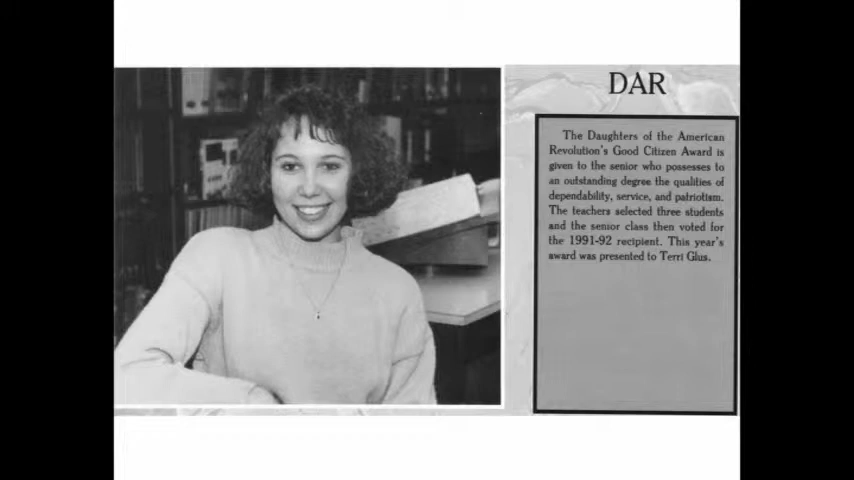 DAR
The Daughters of the American
Revolution's Good Citizen Award is
given to the senior who possesses to
an outstanding degree the qualities of
dependability, service, and patriotism.
The teachers selected three students
and the senior class then voted for
the 1991-92 recipient. This year's
award was presented to Terri Glus.